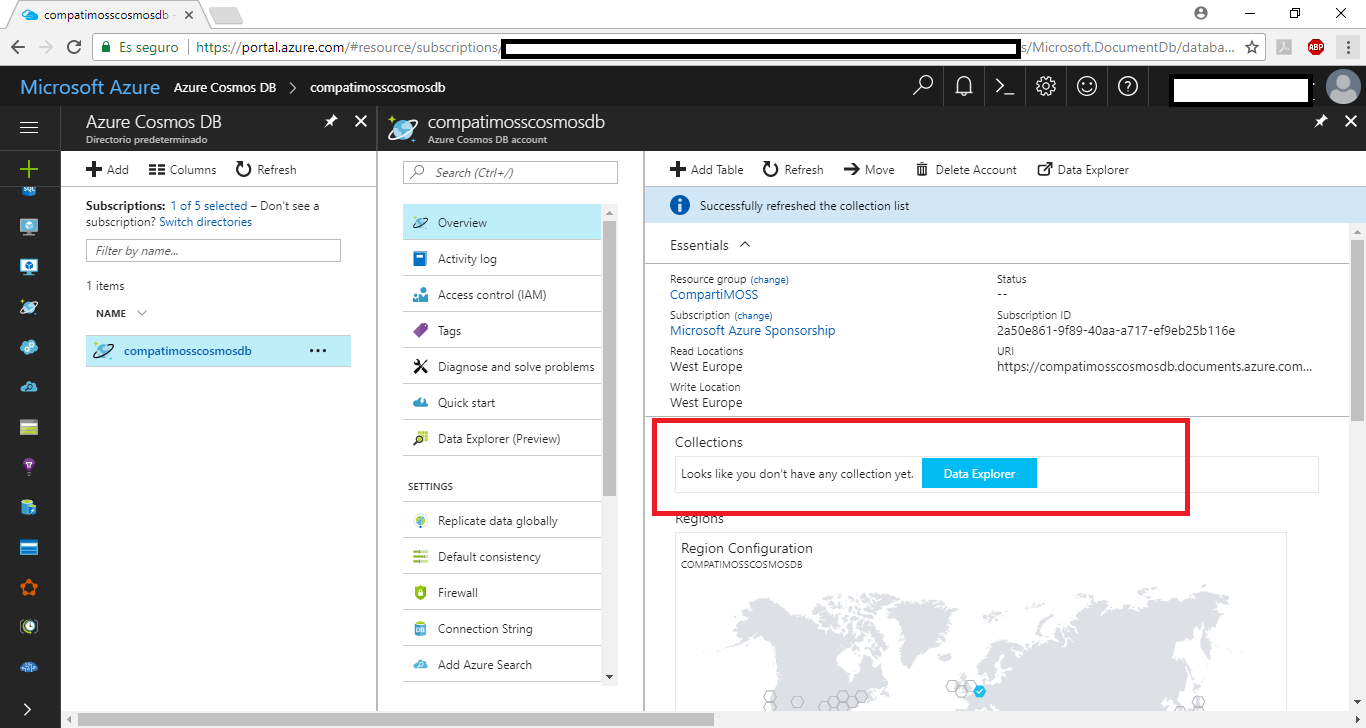 compatimosscosmosdb -
Es seguro | https://portal.azure.com/#resource/subscriptions/ s/Microsoft.DocumentDb/databa...
ABP
Microsoft Azure Azure Cosmos DB > compatimosscosmosdb
Azure Cosmos DB
Directorio predeterminado
Add Columns Refresh
Subscriptions: 1 of 5 selected – Don't see a
subscription? Switch directories
Filter by name...
1 items
NAME
compatimosscosmosdb ...
SQL
compatimosscosmosdb
Azure Cosmos DB account
Search (Ctrl+/)
Overview
Activity log
Access control (IAM)
Tags
Diagnose and solve problems
Quick start
Data Explorer (Preview)
SETTINGS
Replicate data globally
Default consistency
Firewall
DB
Connection String
Add Azure Search
Add Table Refresh Move Delete Account Data Explorer
Successfully refreshed the collection list
Essentials
Resource group (change)
CompartiMOSS
Subscription (change)
Microsoft Azure Sponsorship
Read Locations
West Europe
Write Location
West Europe
Status
--
Subscription ID
2a50e861-9f89-40aa-a717-ef9eb25b116e
URI
https://compatimosscosmosdb.documents.azure.com...
Collections
Looks like you don't have any collection yet. Data Explorer
Regions
Region Configuration
COMPATIMOSSCOSMOSDB